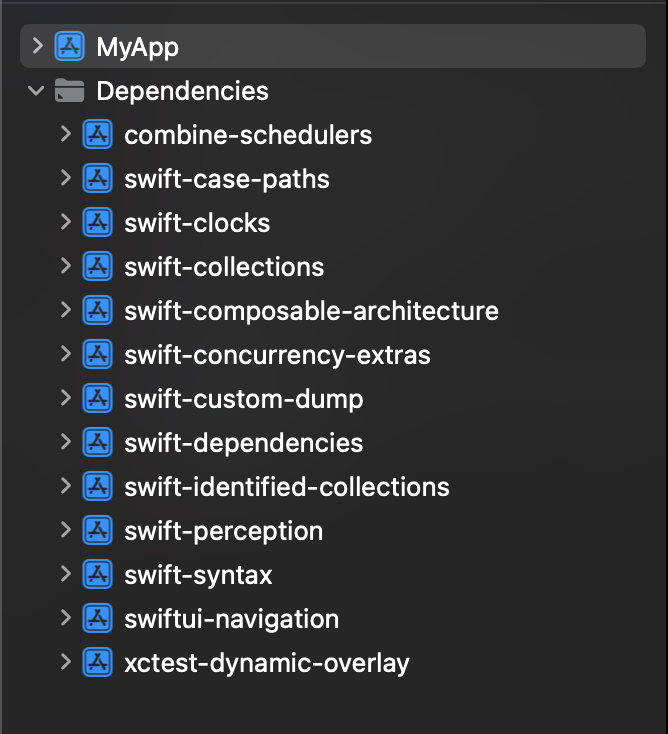 MyApp
Dependencies
combine-schedulers
swift-case-paths
swift-clocks
swift-collections
swift-composable-architecture
swift-concurrency-extras
swift-custom-dump
swift-dependencies
swift-identified-collections
swift-perception
swift-syntax
swiftui-navigation
xctest-dynamic-overlay